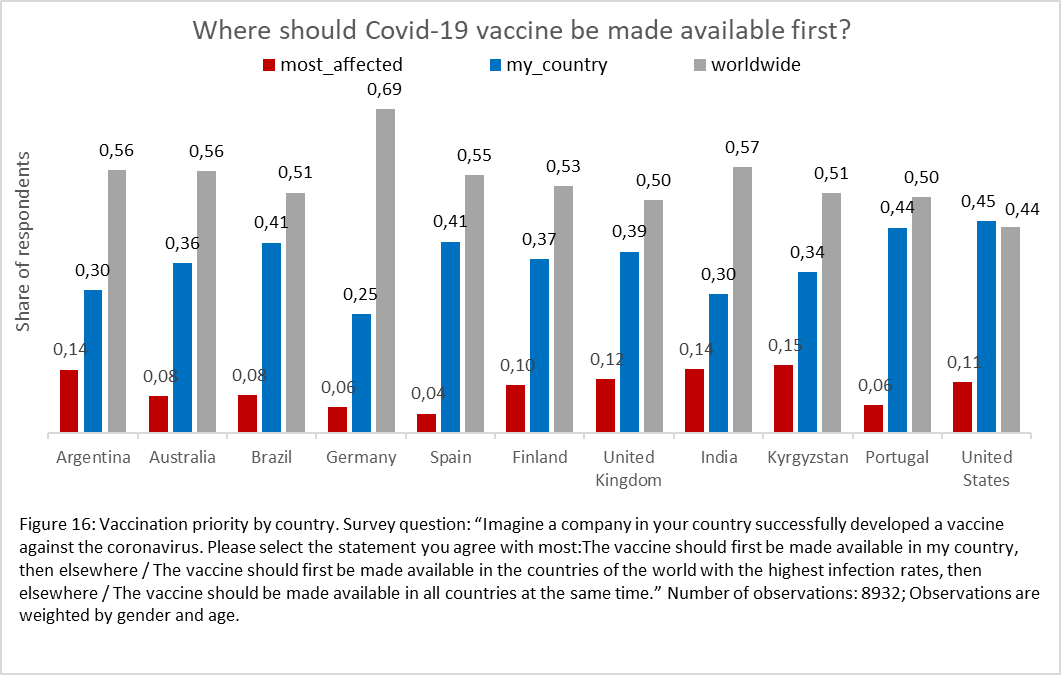 Where should Covid-19 vaccine be made available first?
most_affected my_country worldwide
Share of respondents
0,14 0,30 0,56
0,08 0,36 0,56
0,08 0,41 0,51
0,06 0,25 0,69
0,04 0,41 0,55
0,10 0,37 0,53
0,12 0,39 0,50
0,14 0,30 0,57
0,15 0,34 0,51
0,06 0,44 0,50
0,11 0,45 0,44
Argentina Australia Brazil Germany Spain Finland United Kingdom India Kyrgyzstan Portugal United States
Figure 16: Vaccination priority by country. Survey question: “Imagine a company in your country successfully developed a vaccine
against the coronavirus. Please select the statement you agree with most:The vaccine should first be made available in my country,
then elsewhere / The vaccine should first be made available in the countries of the world with the highest infection rates, then
elsewhere / The vaccine should be made available in all countries at the same time.” Number of observations: 8932; Observations are
weighted by gender and age.